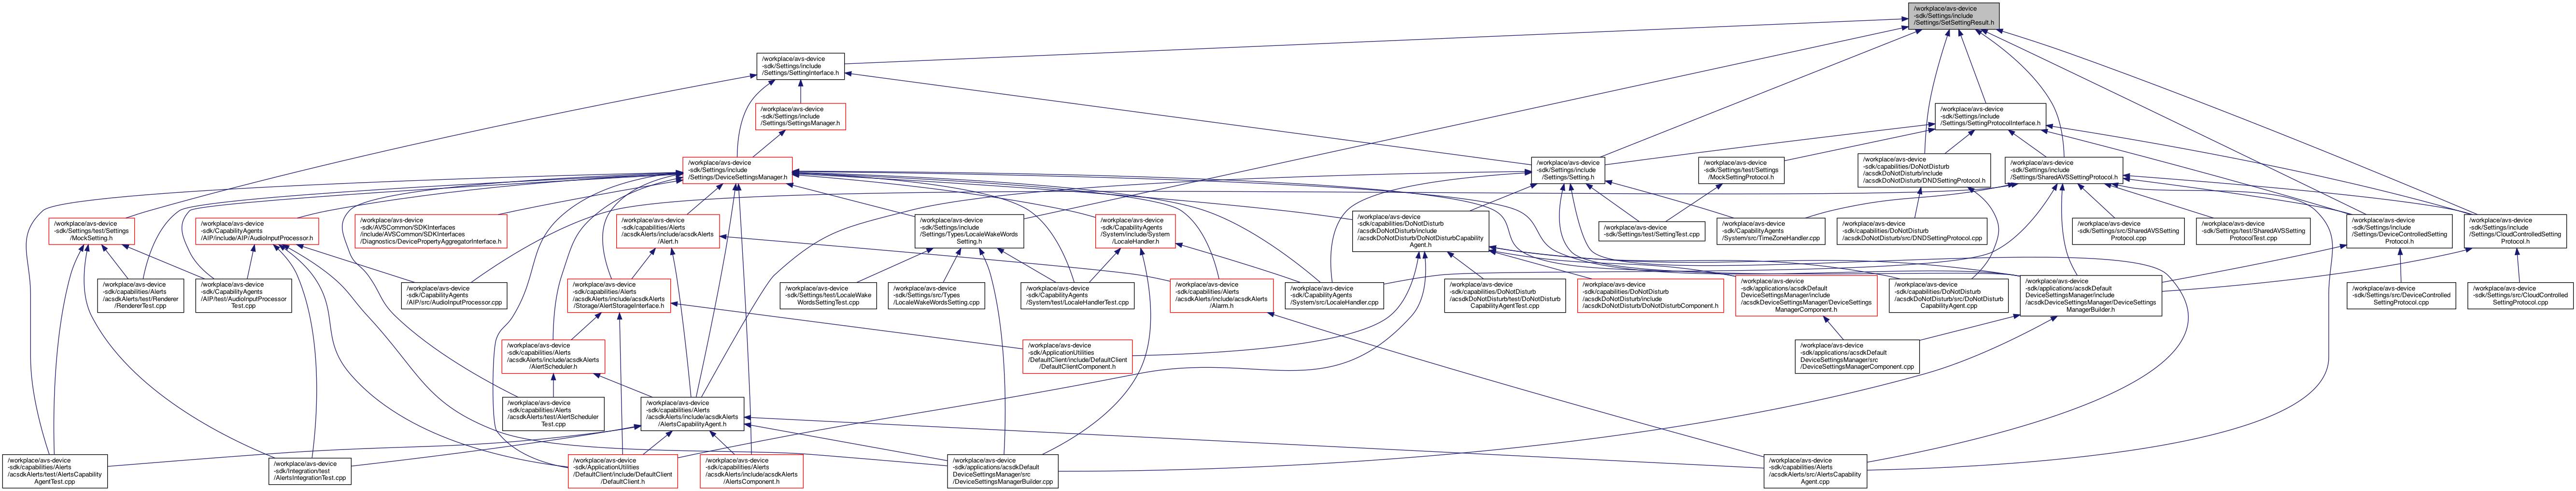 /workplace/avs-device
-sdk/Settings/include
/Settings/SetSettingResult.h
/workplace/avs-device
-sdk/Settings/include
/Settings/SettingInterface.h
/workplace/avs-device
-sdk/Settings/include
/Settings/SettingsManager.h
/workplace/avs-device
-sdk/Settings/include
/Settings/SettingProtocolInterface.h
/workplace/avs-device
-sdk/Settings/include
/Settings/DeviceSettingsManager.h
/workplace/avs-device
-sdk/Settings/include
/Settings/Setting.h
/workplace/avs-device
-sdk/Settings/test/Settings
/MockSettingProtocol.h
/workplace/avs-device
-sdk/capabilities/DoNotDisturb
/acsdkDoNotDisturb/include
/acsdkDoNotDisturb/DNDSettingProtocol.h
/workplace/avs-device
-sdk/Settings/include
/Settings/SharedAVSSettingProtocol.h
/workplace/avs-device
-sdk/Settings/test/Settings
/MockSetting.h
/workplace/avs-device
-sdk/CapabilityAgents
/AIP/include/AIP/AudioInputProcessor.h
/workplace/avs-device
-sdk/AVSCommon/SDKInterfaces
/include/AVSCommon/SDKInterfaces
/Diagnostics/DevicePropertyAggregatorInterface.h
/workplace/avs-device
-sdk/capabilities/Alerts
/acsdkAlerts/include/acsdkAlerts
/Alert.h
/workplace/avs-device
-sdk/Settings/include
/Settings/Types/LocaleWakeWords
Setting.h
/workplace/avs-device
-sdk/CapabilityAgents
/System/include/System
/LocaleHandler.h
/workplace/avs-device
-sdk/capabilities/DoNotDisturb
/acsdkDoNotDisturb/include
/acsdkDoNotDisturb/DoNotDisturbCapability
Agent.h
/workplace/avs-device
-sdk/Settings/test/SettingTest.cpp
/workplace/avs-device
-sdk/CapabilityAgents
/System/src/TimeZoneHandler.cpp
/workplace/avs-device
-sdk/capabilities/DoNotDisturb
/acsdkDoNotDisturb/src/DNDSettingProtocol.cpp
/workplace/avs-device
-sdk/Settings/src/SharedAVSSetting
Protocol.cpp
/workplace/avs-device
-sdk/Settings/test/SharedAVSSetting
ProtocolTest.cpp
/workplace/avs-device
-sdk/Settings/include
/Settings/DeviceControlledSetting
Protocol.h
/workplace/avs-device
-sdk/Settings/include
/Settings/CloudControlledSetting
Protocol.h
/workplace/avs-device
-sdk/capabilities/Alerts
/acsdkAlerts/test/Renderer
/RendererTest.cpp
/workplace/avs-device
-sdk/CapabilityAgents
/AIP/test/AudioInputProcessor
Test.cpp
/workplace/avs-device
-sdk/CapabilityAgents
/AIP/src/AudioInputProcessor.cpp
/workplace/avs-device
-sdk/capabilities/Alerts
/acsdkAlerts/include/acsdkAlerts
/Storage/AlertStorageInterface.h
/workplace/avs-device
-sdk/Settings/test/LocaleWake
WordsSettingTest.cpp
/workplace/avs-device
-sdk/Settings/src/Types
/LocaleWakeWordsSetting.cpp
/workplace/avs-device
-sdk/CapabilityAgents
/System/test/LocaleHandlerTest.cpp
/workplace/avs-device
-sdk/capabilities/Alerts
/acsdkAlerts/include/acsdkAlerts
/Alarm.h
/workplace/avs-device
-sdk/CapabilityAgents
/System/src/LocaleHandler.cpp
/workplace/avs-device
-sdk/capabilities/DoNotDisturb
/acsdkDoNotDisturb/test/DoNotDisturb
CapabilityAgentTest.cpp
/workplace/avs-device
-sdk/capabilities/DoNotDisturb
/acsdkDoNotDisturb/include
/acsdkDoNotDisturb/DoNotDisturbComponent.h
/workplace/avs-device
-sdk/applications/acsdkDefault
DeviceSettingsManager/include
/acsdkDeviceSettingsManager/DeviceSettings
ManagerComponent.h
/workplace/avs-device
-sdk/capabilities/DoNotDisturb
/acsdkDoNotDisturb/src/DoNotDisturb
CapabilityAgent.cpp
/workplace/avs-device
-sdk/applications/acsdkDefault
DeviceSettingsManager/include
/acsdkDeviceSettingsManager/DeviceSettings
ManagerBuilder.h
/workplace/avs-device
-sdk/Settings/src/DeviceControlled
SettingProtocol.cpp
/workplace/avs-device
-sdk/Settings/src/CloudControlled
SettingProtocol.cpp
/workplace/avs-device
-sdk/capabilities/Alerts
/acsdkAlerts/include/acsdkAlerts
/AlertScheduler.h
/workplace/avs-device
-sdk/ApplicationUtilities
/DefaultClient/include/DefaultClient
/DefaultClientComponent.h
/workplace/avs-device
-sdk/applications/acsdkDefault
DeviceSettingsManager/src
/DeviceSettingsManagerComponent.cpp
/workplace/avs-device
-sdk/capabilities/Alerts
/acsdkAlerts/test/AlertScheduler
Test.cpp
/workplace/avs-device
-sdk/capabilities/Alerts
/acsdkAlerts/include/acsdkAlerts
/AlertsCapabilityAgent.h
/workplace/avs-device
-sdk/capabilities/Alerts
/acsdkAlerts/test/AlertsCapability
AgentTest.cpp
/workplace/avs-device
-sdk/Integration/test
/AlertsIntegrationTest.cpp
/workplace/avs-device
-sdk/ApplicationUtilities
/DefaultClient/include/DefaultClient
/DefaultClient.h
/workplace/avs-device
-sdk/capabilities/Alerts
/acsdkAlerts/include/acsdkAlerts
/AlertsComponent.h
/workplace/avs-device
-sdk/applications/acsdkDefault
DeviceSettingsManager/src
/DeviceSettingsManagerBuilder.cpp
/workplace/avs-device
-sdk/capabilities/Alerts
/acsdkAlerts/src/AlertsCapability
Agent.cpp